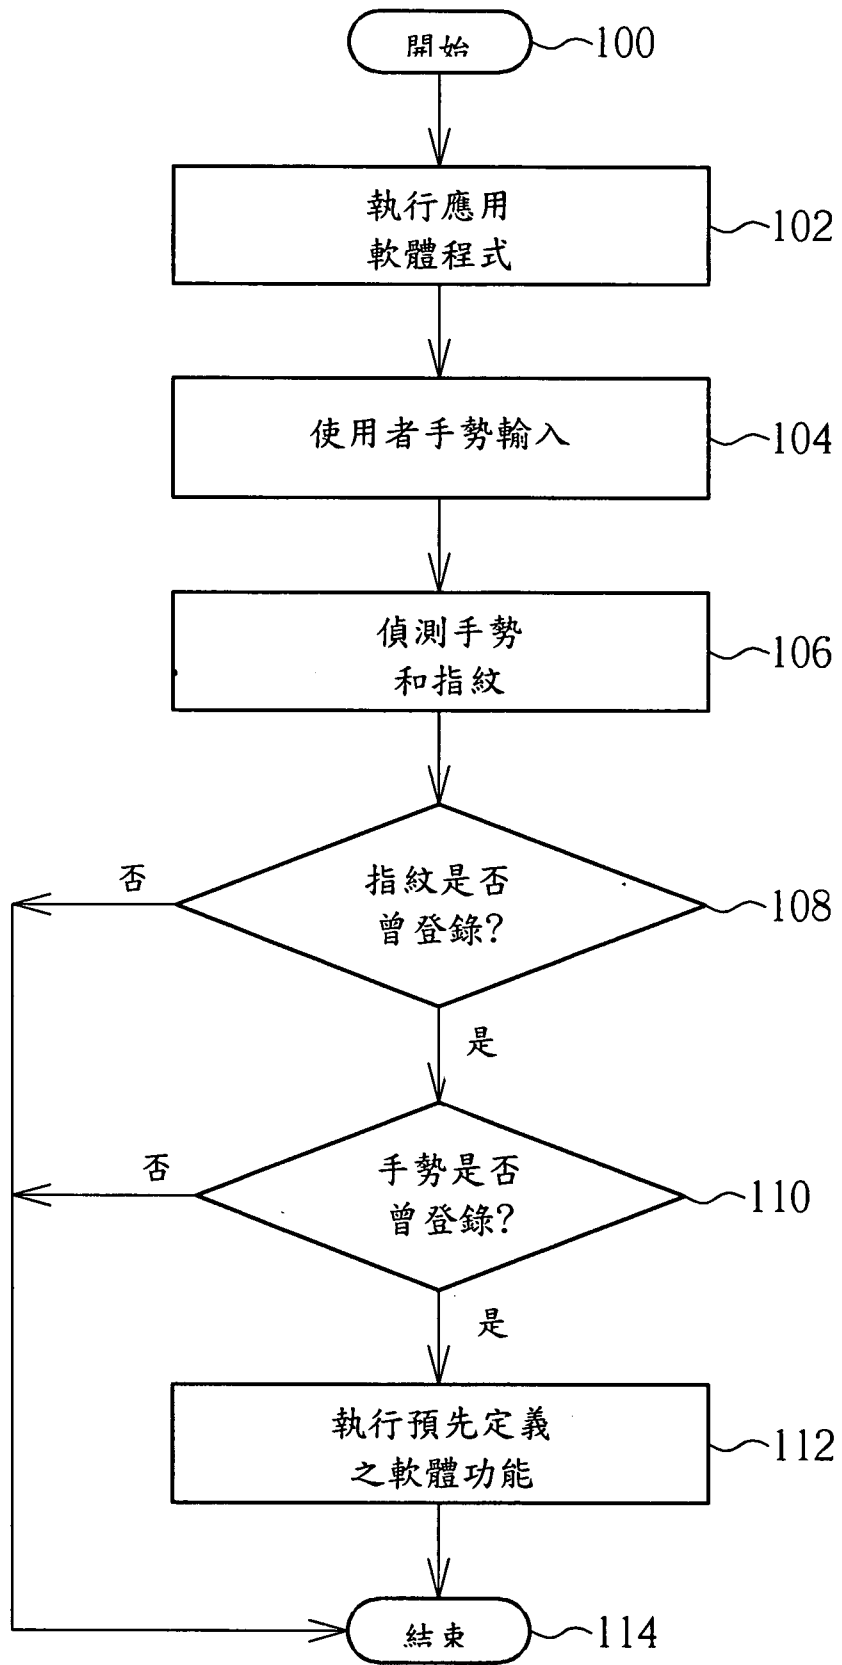 開始
100
執行應用
軟體程式
102
使用者手勢輸入
104
偵測手勢
和指紋
106
指紋是否
曾登錄?
108
否
是
手勢是否
曾登錄?
110
否
是
執行預先定義
之軟體功能
112
結束
114